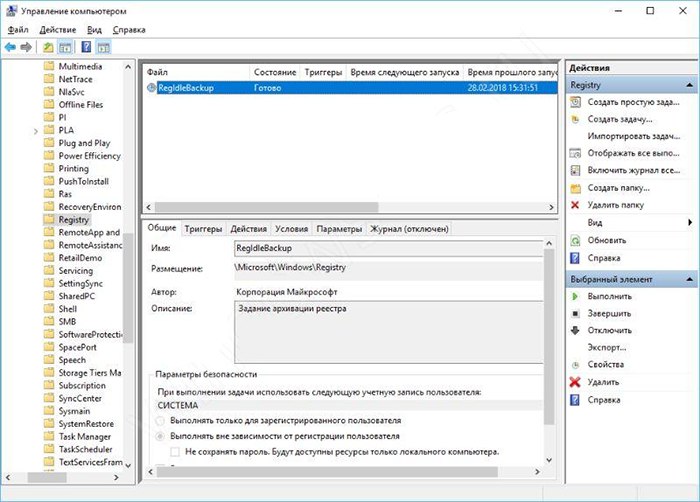 Управление компьютером
Файл Действие Вид Справка
Multimedia
NetTrace
NlaSvc
Offline Files
PI
PLA
Plug and Play
Power Efficiency
Printing
PushToInstall
Ras
RecoveryEnviron
Registry
RemoteApp and
RemoteAssistanc
RetailDemo
Servicing
SettingSync
SharedPC
Shell
SMB
SoftwareProtecti
SpacePort
Speech
Storage Tiers Ma
Subscription
SyncCenter
Sysmain
SystemRestore
Task Manager
TaskScheduler
TextServicesFram
Файл Состояние Триггеры Время следующего запуска Время прошлого запус
RegIdleBackup Готово 28.02.2018 15:31:51
Общие Триггеры Действия Условия Параметры Журнал (отключен)
Имя: RegIdleBackup
Размещение: \Microsoft\Windows\Registry
Автор: Корпорация Майкрософт
Описание: Задание архивации реестра
Параметры безопасности
При выполнении задачи использовать следующую учетную запись пользователя:
СИСТЕМА
Выполнять только для зарегистрированного пользователя
Выполнять вне зависимости от регистрации пользователя
Не сохранять пароль. Будут доступны ресурсы только локального компьютера.
Действия
Registry
Создать простую зада...
Создать задачу...
Импортировать задач...
Отображать все выпо...
Включить журнал все...
Создать папку...
Удалить папку
Вид
Обновить
Справка
Выбранный элемент
Выполнить
Завершить
Отключить
Экспорт...
Свойства
Удалить
Справка